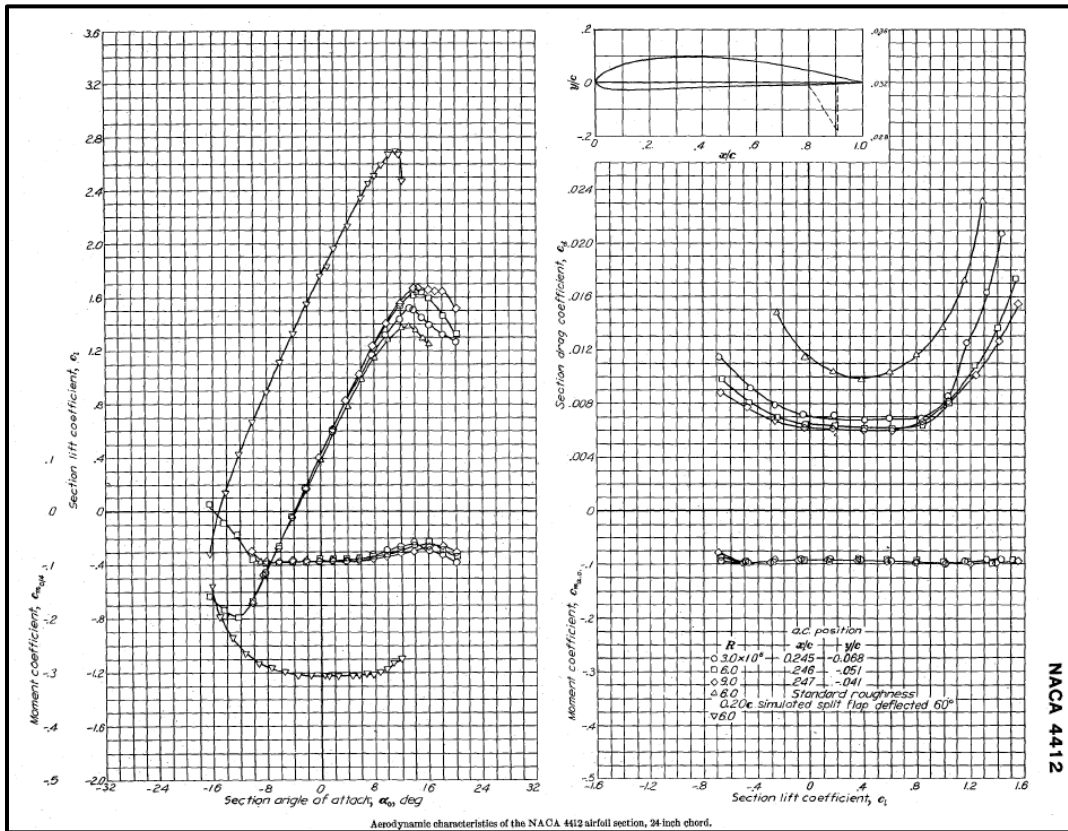 3.6
3.2
2.8
2.4
2.0
1.6
1.2
.8
.4
0
-.4
-.8
-1.2
-1.6
-2.0
Section lift coefficient, cl
.1
0
-.1
-.2
-.3
-.4
-.5
Moment coefficient, cm c/4
-32 -24 -16 -8 0 8 16 24 32
Section angle of attack, α0, deg
.2
0
-.2
y/c
0 .2 .4 .6 .8 1.0
x/c
.036
.032
.028
.024
.020
.016
.012
.008
.004
0
Section drag coefficient, cd
-.1
-.2
-.3
-.4
-.5
Moment coefficient, cm a.c.
a.c. position
R x/c y/c
3.0×10⁶ 0.245 -0.068
6.0 .246 -.051
9.0 .247 -.041
6.0 Standard roughness
0.20c simulated split flap deflected 60°
6.0
-1.6 -1.2 -.8 -.4 0 .4 .8 1.2 1.6
Section lift coefficient, cl
NACA 4412
Aerodynamic characteristics of the NACA 4412 airfoil section, 24-inch chord.